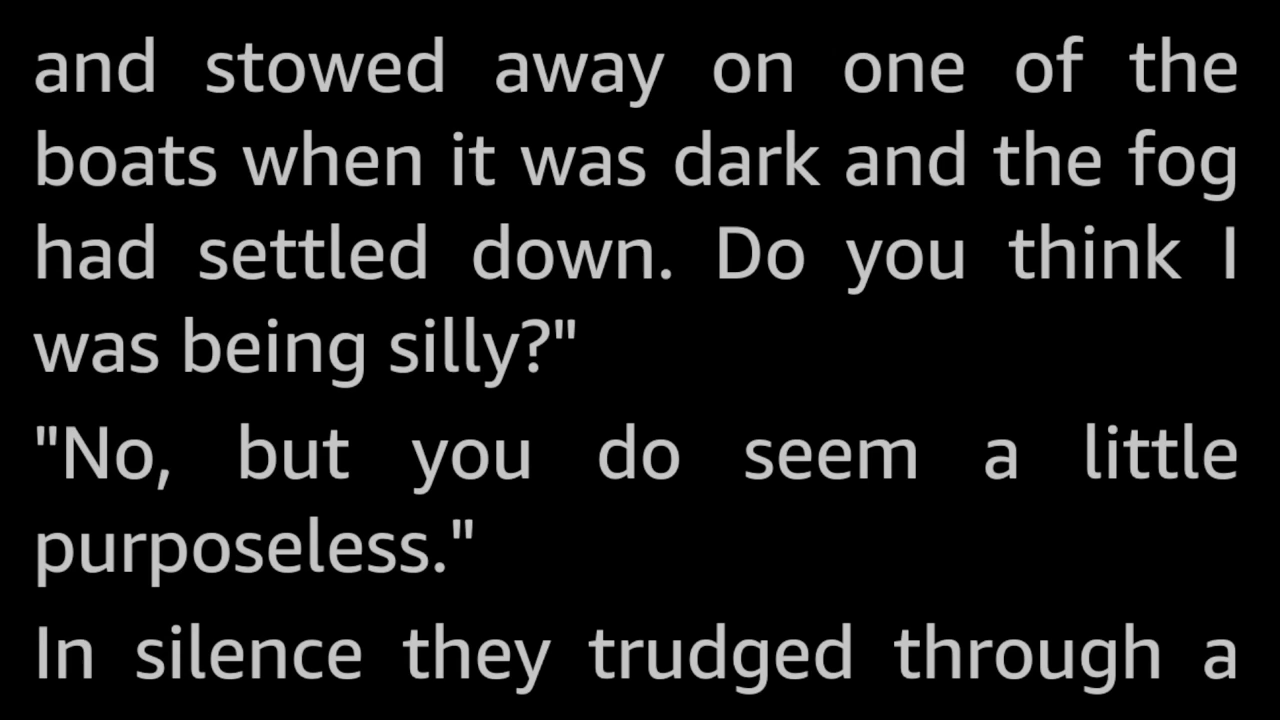 and stowed away on one of the
boats when it was dark and the fog
had settled down. Do you think I
was being silly?"
"No, but you do seem a little
purposeless."
In silence they trudged through a